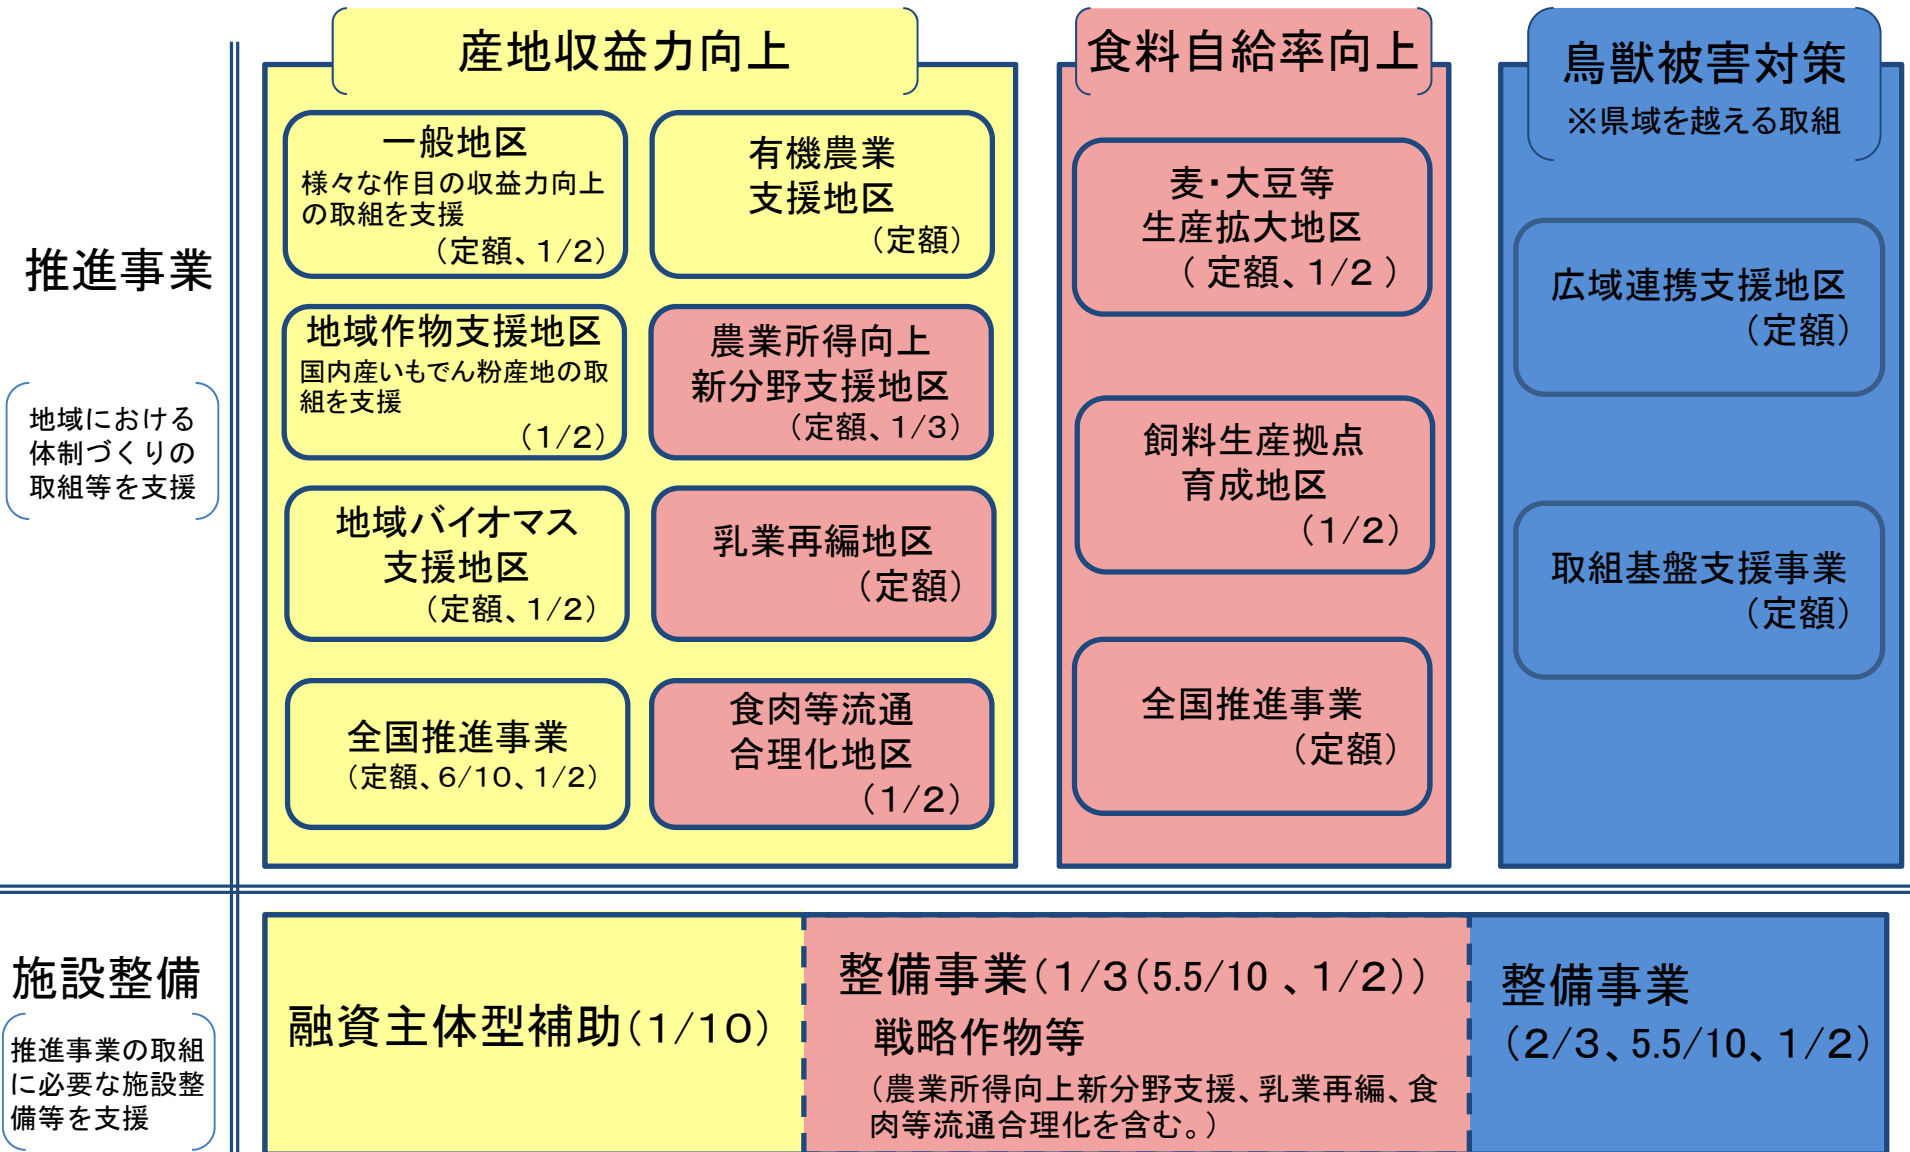 産地収益力向上
食料自給率向上
鳥獣被害対策
※県域を越える取組
推進事業
地域における
体制づくりの
取組等を支援
一般地区
様々な作目の収益力向上
の取組を支援
(定額、1/2)
有機農業
支援地区
(定額)
地域作物支援地区
国内産いもでん粉産地の取
組を支援
(1/2)
農業所得向上
新分野支援地区
(定額、1/3)
地域バイオマス
支援地区
(定額、1/2)
乳業再編地区
(定額)
全国推進事業
(定額、6/10、1/2)
食肉等流通
合理化地区
(1/2)
麦・大豆等
生産拡大地区
( 定額、1/2 )
飼料生産拠点
育成地区
(1/2)
全国推進事業
(定額)
広域連携支援地区
(定額)
取組基盤支援事業
(定額)
施設整備
推進事業の取組
に必要な施設整
備等を支援
融資主体型補助(1/10)
整備事業(1/3(5.5/10 、1/2))
戦略作物等
(農業所得向上新分野支援、乳業再編、食
肉等流通合理化を含む。)
整備事業
(2/3、5.5/10、1/2)